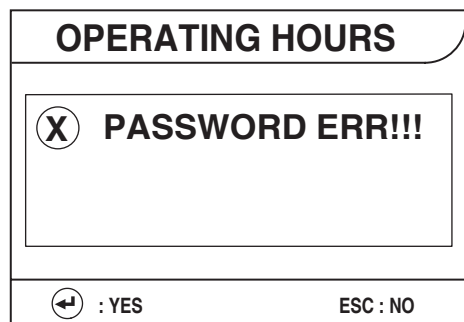 OPERATING HOURS
X PASSWORD ERR!!!
: YES ESC : NO